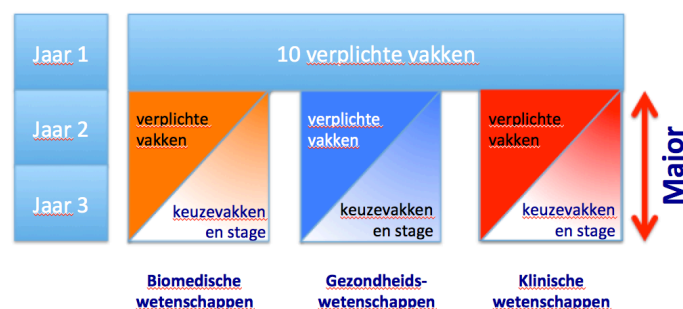 Jaar 1
10 verplichte vakken
Jaar 2
verplichte
vakken
verplichte
vakken
verplichte
vakken
Jaar 3
keuzevakken
en stage
keuzevakken
en stage
keuzevakken
en stage
Major
Biomedische
wetenschappen
Gezondheids-
wetenschappen
Klinische
wetenschappen